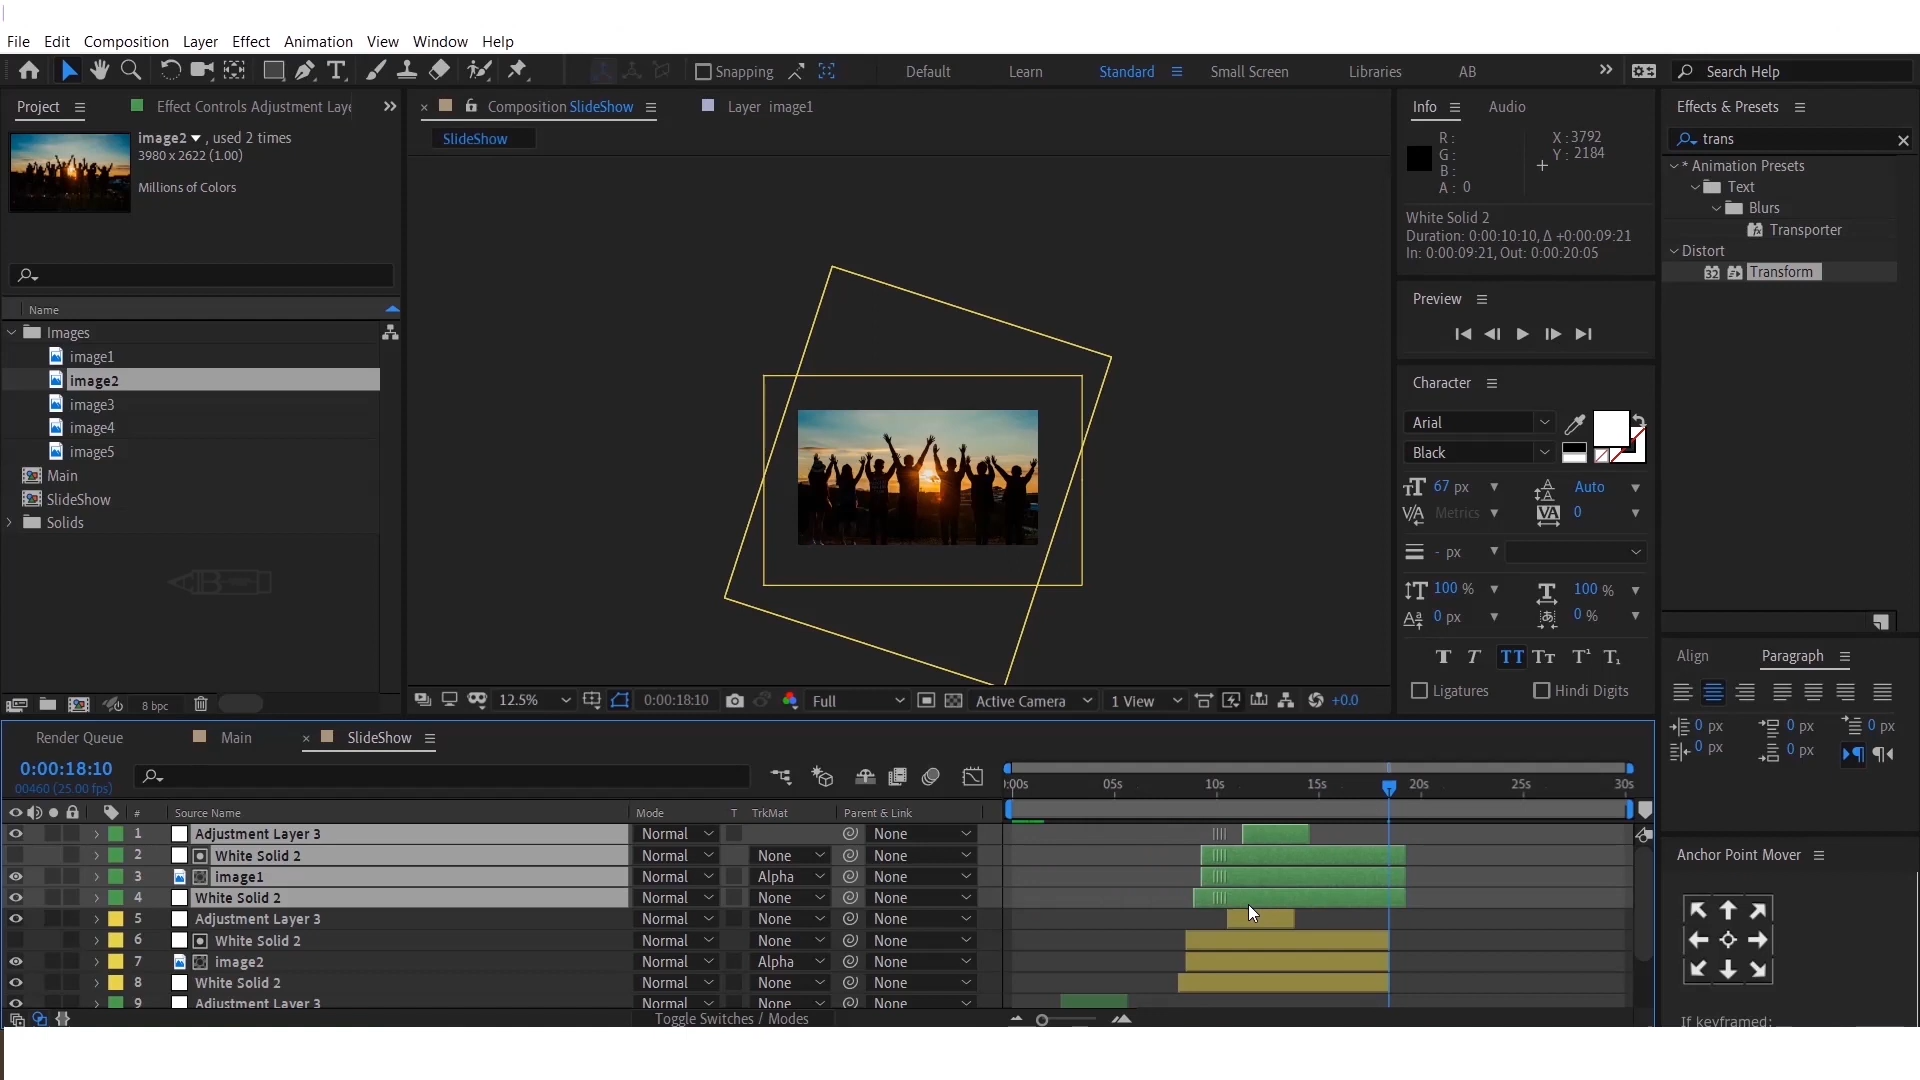 File Edit Composition Layer Effect Animation View Window Help
Snapping Default Learn Standard Small Screen Libraries AB Search Help
Project Effect Controls Adjustment Laye
image2 , used 2 times
3980 x 2622 (1.00)
Millions of Colors
Name
Images
image1
image2
image3
image4
image5
Main
SlideShow
Solids
8 bpc
Composition SlideShow Layer image1
SlideShow
12.5% 0:00:18:10 Full Active Camera 1 View +0.0
Info Audio
R: X: 3792
G: Y: 2184
B:
A: 0
White Solid 2
Duration: 0:00:10:10, Δ +0:00:09:21
In: 0:00:09:21, Out: 0:00:20:05
Preview
Character
Arial
Black
67 px Auto
Metrics 0
- px
100 % 100 %
0 px 0 %
Ligatures Hindi Digits
Effects & Presets
trans
* Animation Presets
Text
Blurs
Transporter
Distort
Transform
Align Paragraph
0 px 0 px 0 px
0 px 0 px
Anchor Point Mover
If keyframed:
Render Queue Main SlideShow
0:00:18:10
00460 (25.00 fps)
:00s 05s 10s 15s 20s 25s 30s
# Source Name Mode T TrkMat Parent & Link
1 Adjustment Layer 3 Normal None
2 White Solid 2 Normal None None
3 image1 Normal Alpha None
4 White Solid 2 Normal None None
5 Adjustment Layer 3 Normal None None
6 White Solid 2 Normal None None
7 image2 Normal Alpha None
8 White Solid 2 Normal None None
9 Adjustment Layer 3 Normal None None
Toggle Switches / Modes